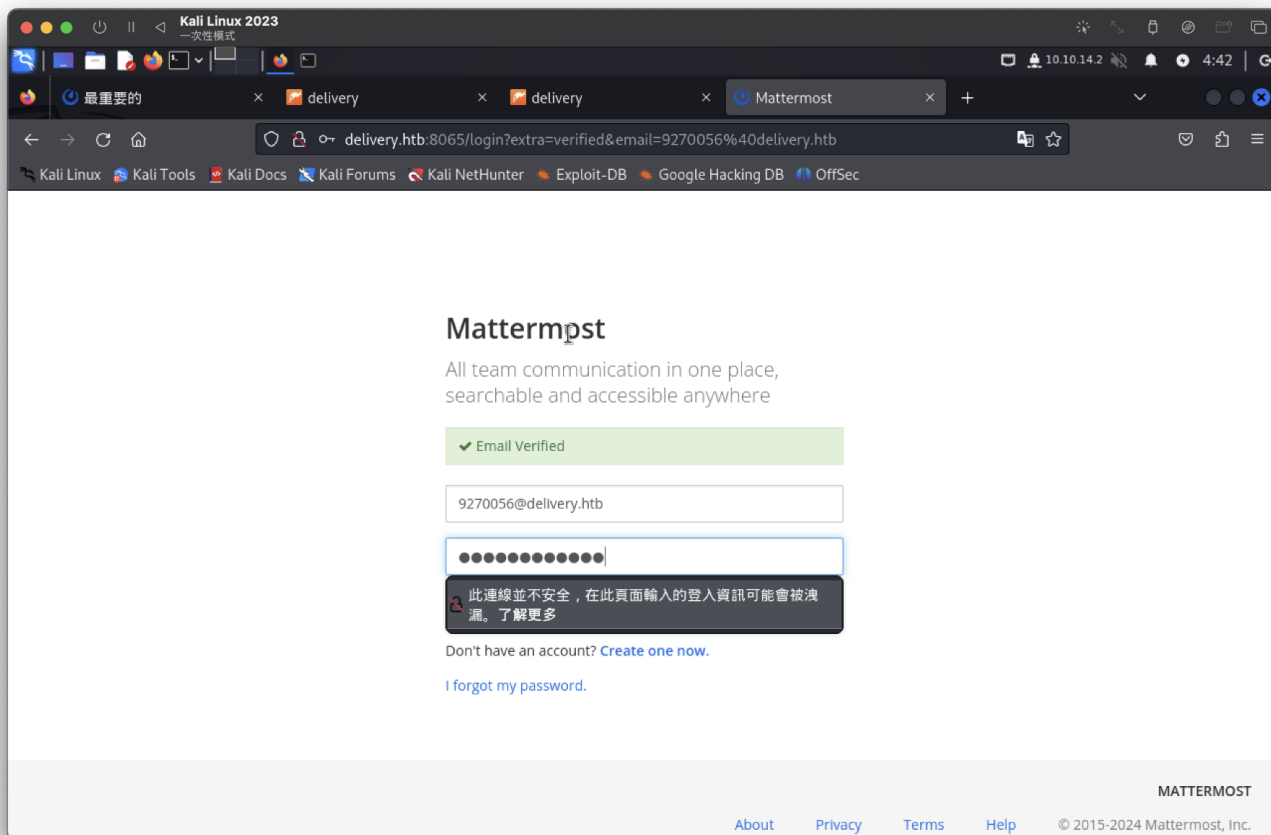 Kali Linux 2023
一次性模式
10.10.14.2 4:42
最重要的 delivery delivery Mattermost
delivery.htb:8065/login?extra=verified&email=9270056%40delivery.htb
Kali Linux Kali Tools Kali Docs Kali Forums Kali NetHunter Exploit-DB Google Hacking DB OffSec
Mattermost
All team communication in one place,
searchable and accessible anywhere
Email Verified
9270056@delivery.htb
此連線並不安全，在此頁面輸入的登入資訊可能會被洩
漏。了解更多
Don't have an account? Create one now.
I forgot my password.
MATTERMOST
About Privacy Terms Help © 2015-2024 Mattermost, Inc.